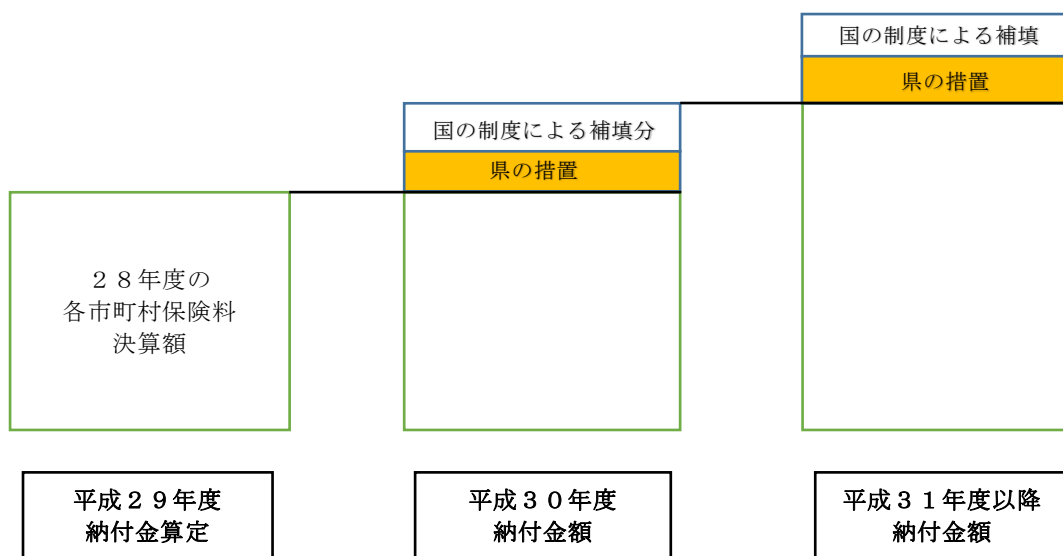 国の制度による補填
県の措置
国の制度による補填分
県の措置
２８年度の
各市町村保険料
決算額
平成２９年度
納付金算定
平成３０年度
納付金額
平成３１年度以降
納付金額